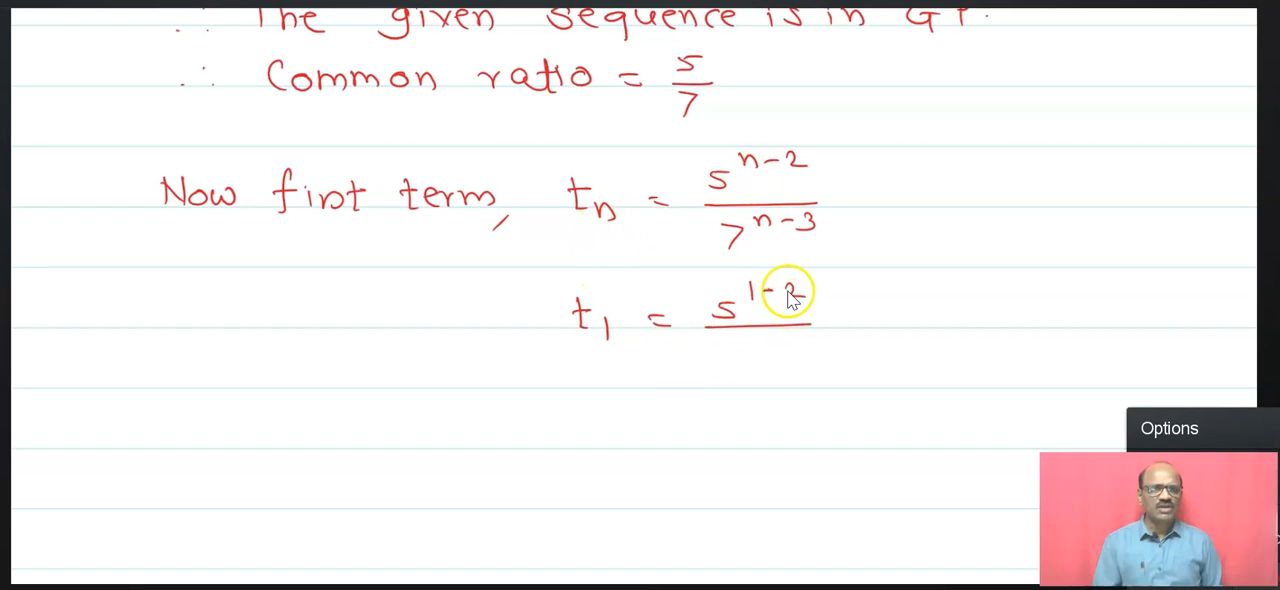 ∴ The given sequence is in GP.
∴ Common ratio = 5/7
Now first term, tn = 5^(n-2)/7^(n-3)
t1 = 5^(1-2)/
Options